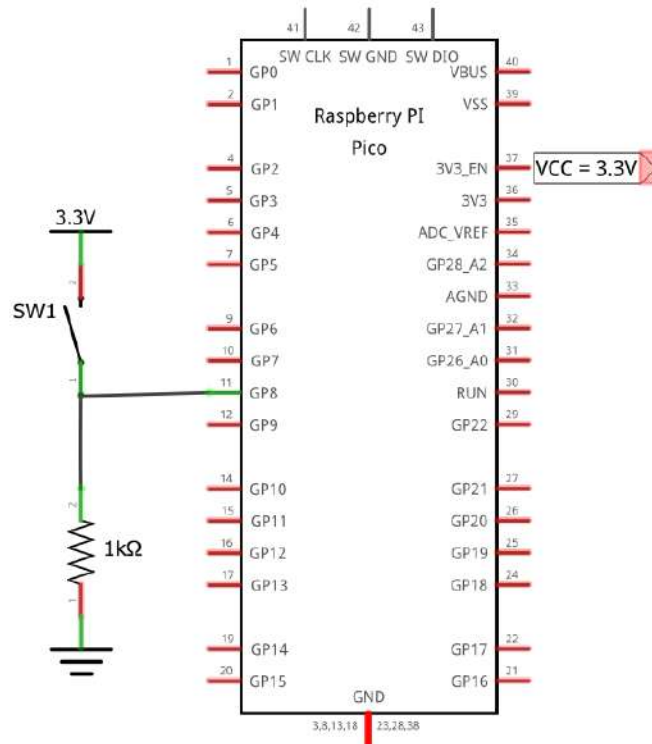 41 42 43
SW CLK SW GND SW DIO
1 GP0 VBUS 40
2 GP1 VSS 39
Raspberry PI
Pico
4 GP2 3V3_EN 37 VCC = 3.3V
5 GP3 3V3 36
3.3V
6 GP4 ADC_VREF 35
7 GP5 GP28_A2 34
2
AGND 33
SW1
9 GP6 GP27_A1 32
10 GP7 GP26_A0 31
1
11 GP8 RUN 30
12 GP9 GP22 29
14 GP10 GP21 27
2
15 GP11 GP20 26
1kΩ
16 GP12 GP19 25
17 GP13 GP18 24
1
19 GP14 GP17 22
20 GP15 GP16 21
GND
3,8,13,18 23,28,38